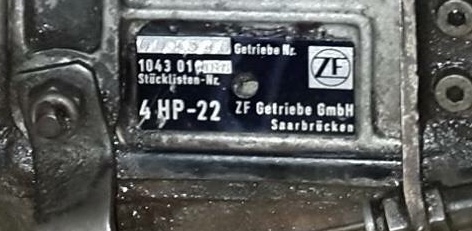 Getriebe Nr.
ZF
1043 01
Stücklisten-Nr.
4 HP-22 ZF Getriebe GmbH
Saarbrücken